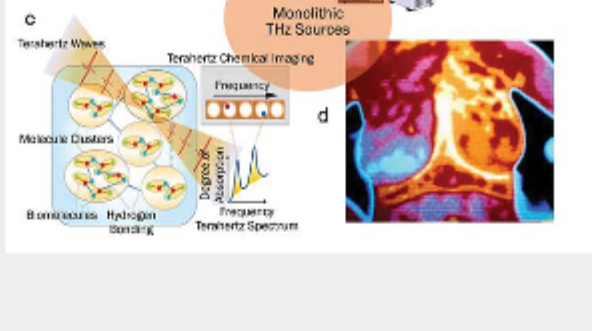 c
Monolithic
THz Sources
Terahertz Waves
Terahertz Chemical Imaging
Frequency
d
Molecule Clusters
Degree of
Absorption
Biomolecules
Hydrogen
Bonding
Frequency
Terahertz Spectrum